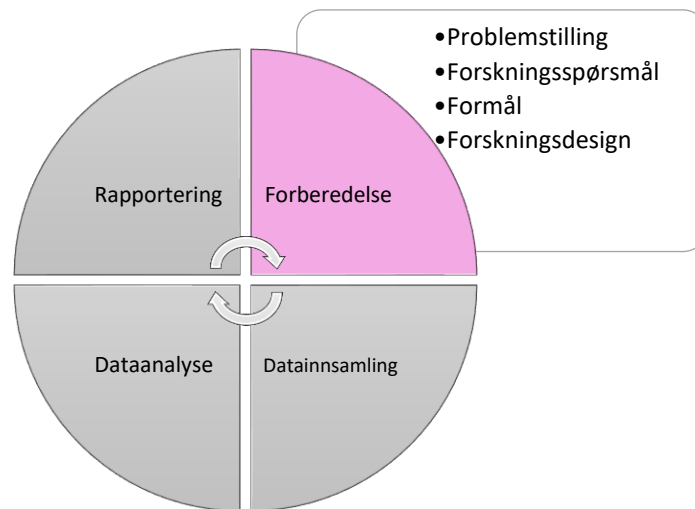 •Problemstilling
•Forskningsspørsmål
•Formål
•Forskningsdesign
Rapportering
Forberedelse
Dataanalyse
Datainnsamling